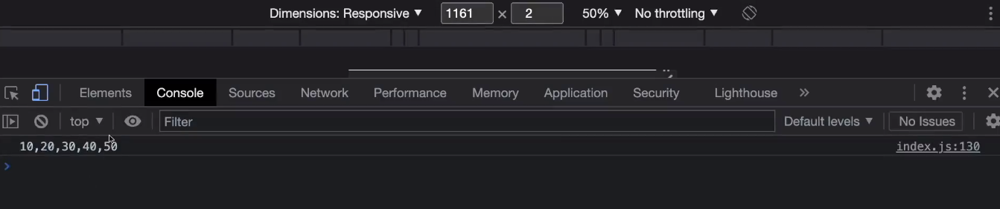 Dimensions: Responsive ▼ 1161 × 2 50% ▼ No throttling ▼
Elements Console Sources Network Performance Memory Application Security Lighthouse »
top ▼ Filter Default levels ▼ No Issues
10,20,30,40,50 index.js:130
›